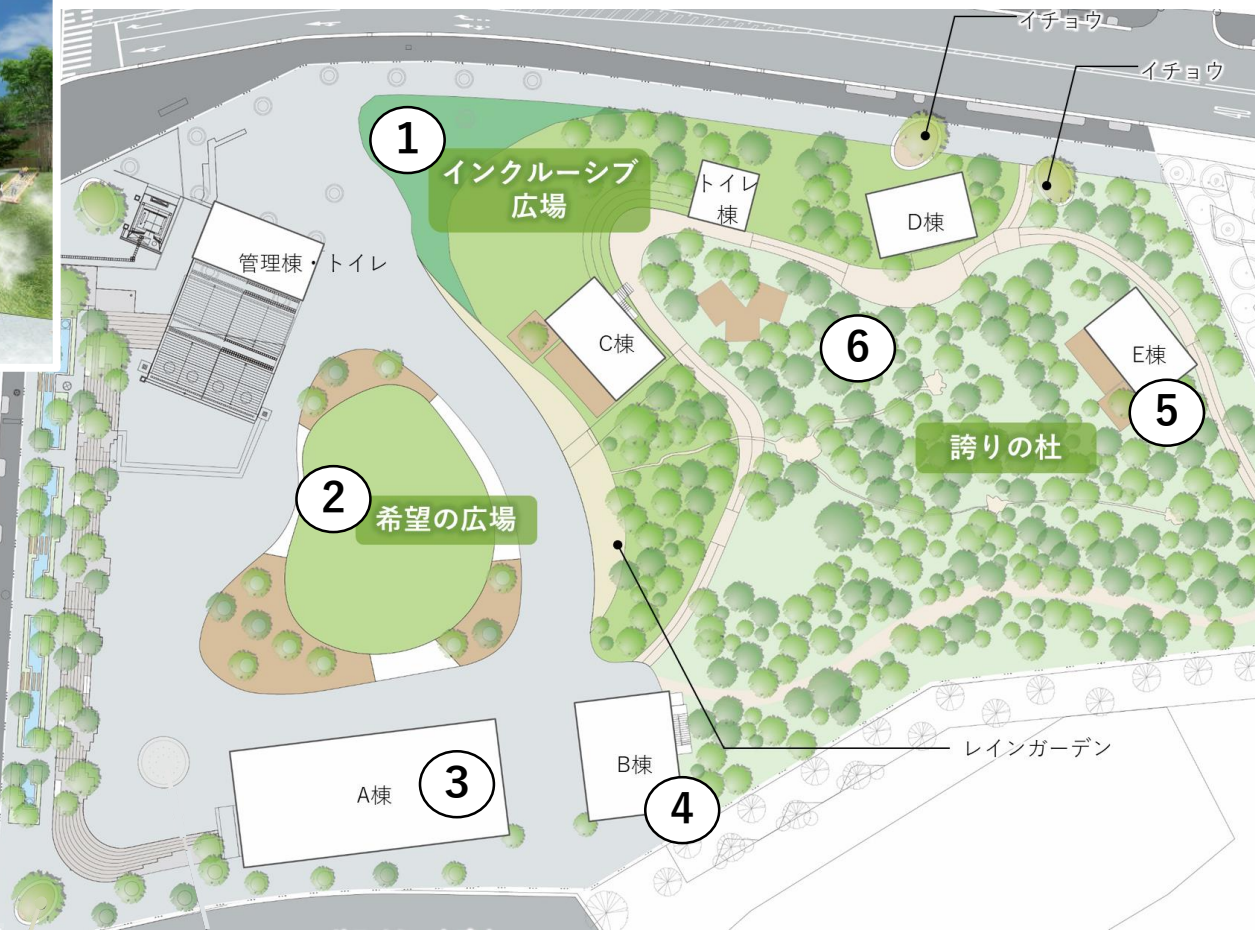 イチョウ
イチョウ
1
インクルーシブ
広場
トイレ
棟
D棟
管理棟・トイレ
C棟
6
E棟
5
誇りの杜
2
希望の広場
レインガーデン
B棟
A棟
3
4